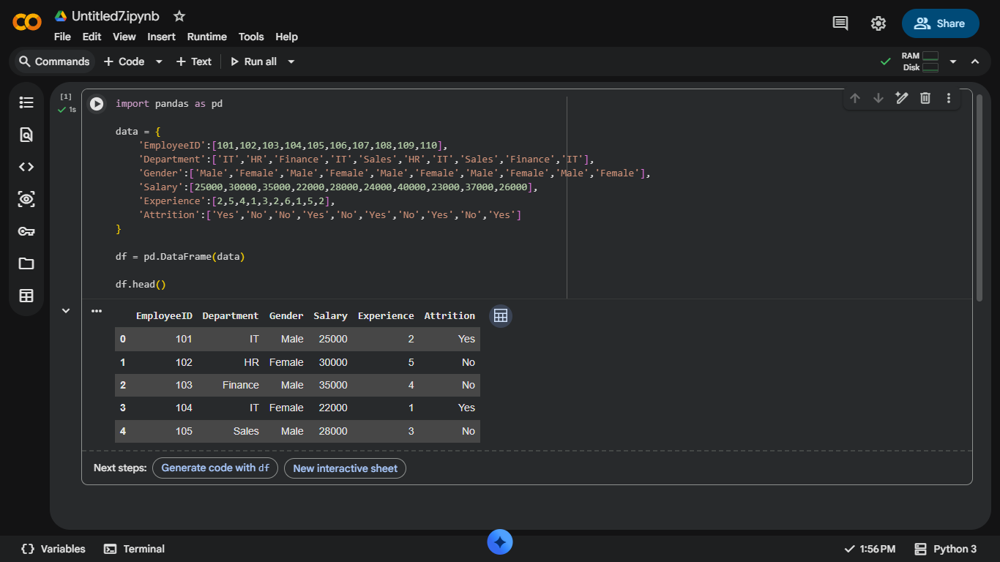 Untitled7.ipynb
File Edit View Insert Runtime Tools Help
Share
Commands + Code + Text Run all
RAM
Disk
[1]
1s
import pandas as pd
data = {
'EmployeeID':[101,102,103,104,105,106,107,108,109,110],
'Department':['IT','HR','Finance','IT','Sales','HR','IT','Sales','Finance','IT'],
'Gender':['Male','Female','Male','Female','Male','Female','Male','Female','Male','Female'],
'Salary':[25000,30000,35000,22000,28000,24000,40000,23000,37000,26000],
'Experience':[2,5,4,1,3,2,6,1,5,2],
'Attrition':['Yes','No','No','Yes','No','Yes','No','Yes','No','Yes']
}
df = pd.DataFrame(data)
df.head()
EmployeeID Department Gender Salary Experience Attrition
0 101 IT Male 25000 2 Yes
1 102 HR Female 30000 5 No
2 103 Finance Male 35000 4 No
3 104 IT Female 22000 1 Yes
4 105 Sales Male 28000 3 No
Next steps: Generate code with df New interactive sheet
{} Variables Terminal 1:56 PM Python 3